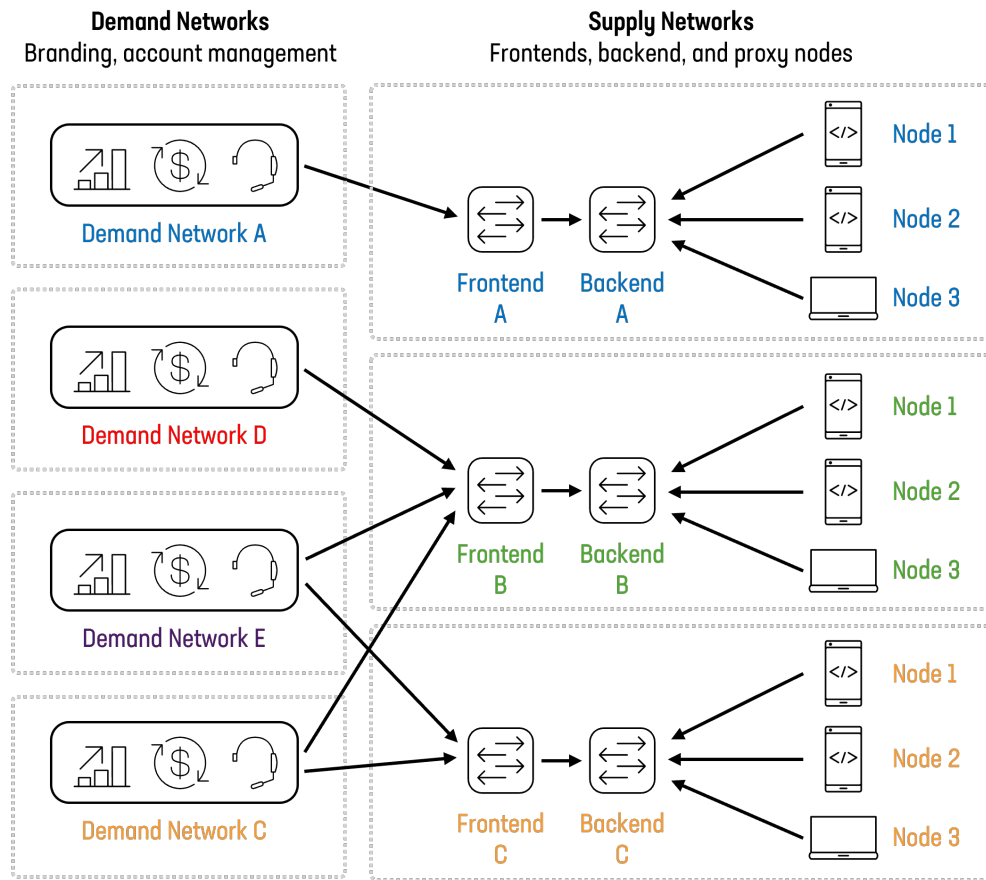 Demand Networks
Branding, account management
Supply Networks
Frontends, backend, and proxy nodes
$
Demand Network A
Frontend
A
Backend
A
</>
Node 1
</>
Node 2
Node 3
$
Demand Network D
$
Demand Network E
Frontend
B
Backend
B
</>
Node 1
</>
Node 2
Node 3
$
Demand Network C
Frontend
C
Backend
C
</>
Node 1
</>
Node 2
Node 3